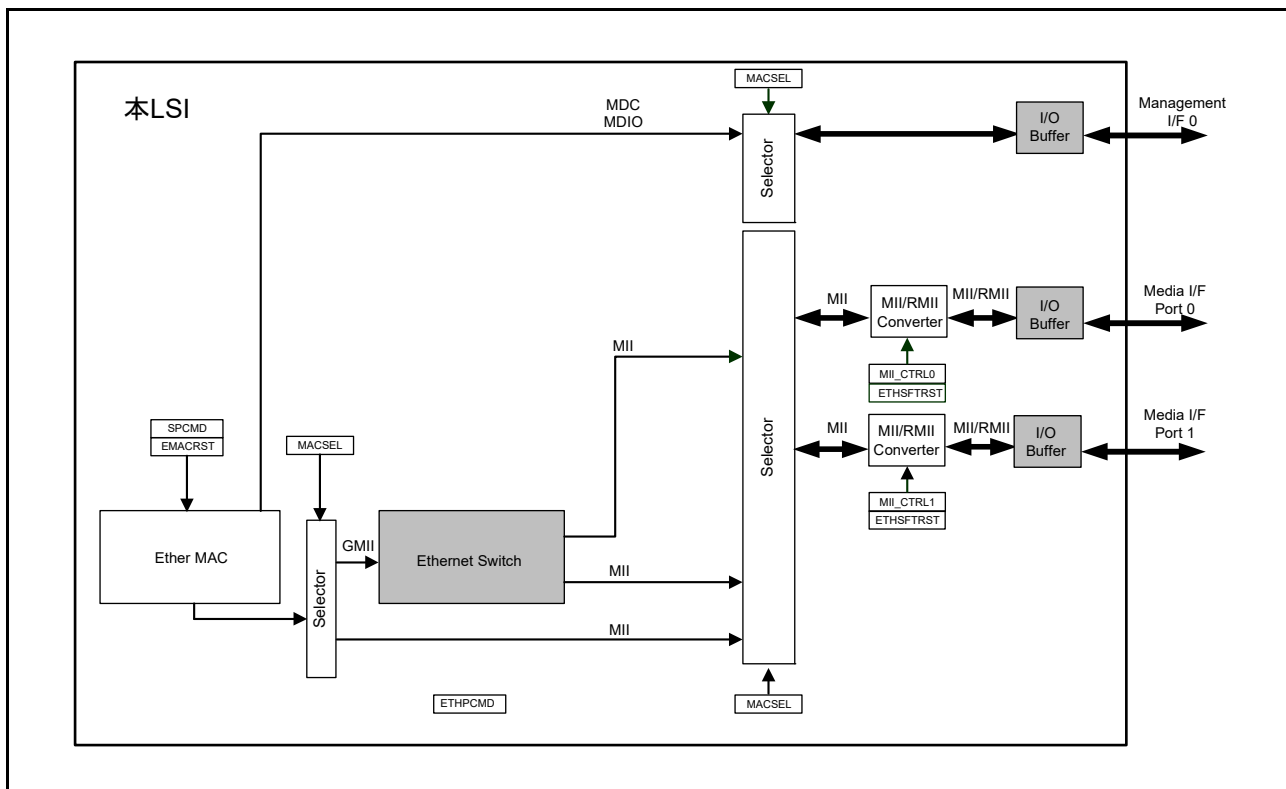 本LSI
MACSEL
MDC
MDIO
Selector
I/O
Buffer
Management
I/F 0
MII
MII/RMII
Converter
MII/RMII
I/O
Buffer
Media I/F
Port 0
MII_CTRL0
ETHSFTRST
MII
Selector
MII
MII/RMII
Converter
MII/RMII
I/O
Buffer
Media I/F
Port 1
MII_CTRL1
ETHSFTRST
SPCMD
EMACRST
MACSEL
Ether MAC
Selector
GMII
Ethernet Switch
MII
MII
ETHPCMD
MACSEL